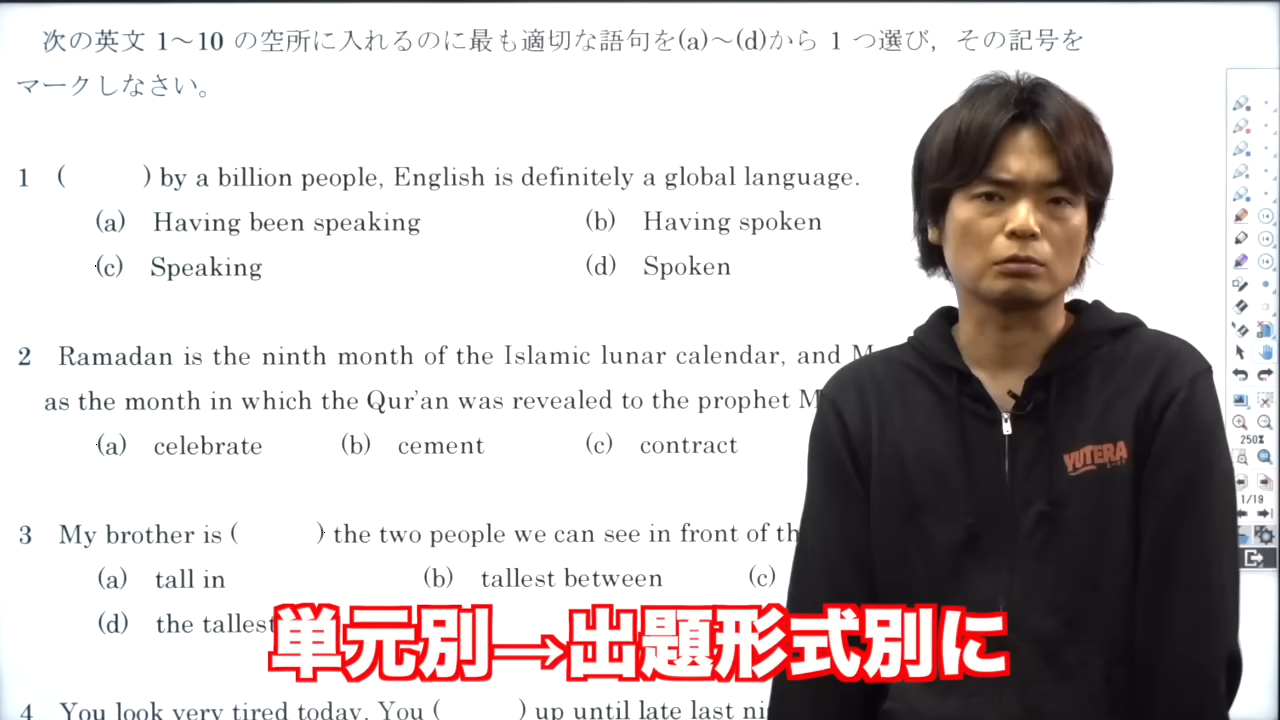 次の英文 1～10 の空所に入れるのに最も適切な語句を(a)～(d)から 1 つ選び，その記号を
マークしなさい。
1 ( ) by a billion people, English is definitely a global language.
(a) Having been speaking (b) Having spoken
(c) Speaking (d) Spoken
2 Ramadan is the ninth month of the Islamic lunar calendar, and
as the month in which the Qur'an was revealed to the prophet
(a) celebrate (b) cement (c) contract
3 My brother is ( ) the two people we can see in front of
(a) tall in (b) tallest between (c)
(d) the tallest
単元別→出題形式別に
4 You look very tired today. You ( ) up until late last
YUTERA
250%
1/19